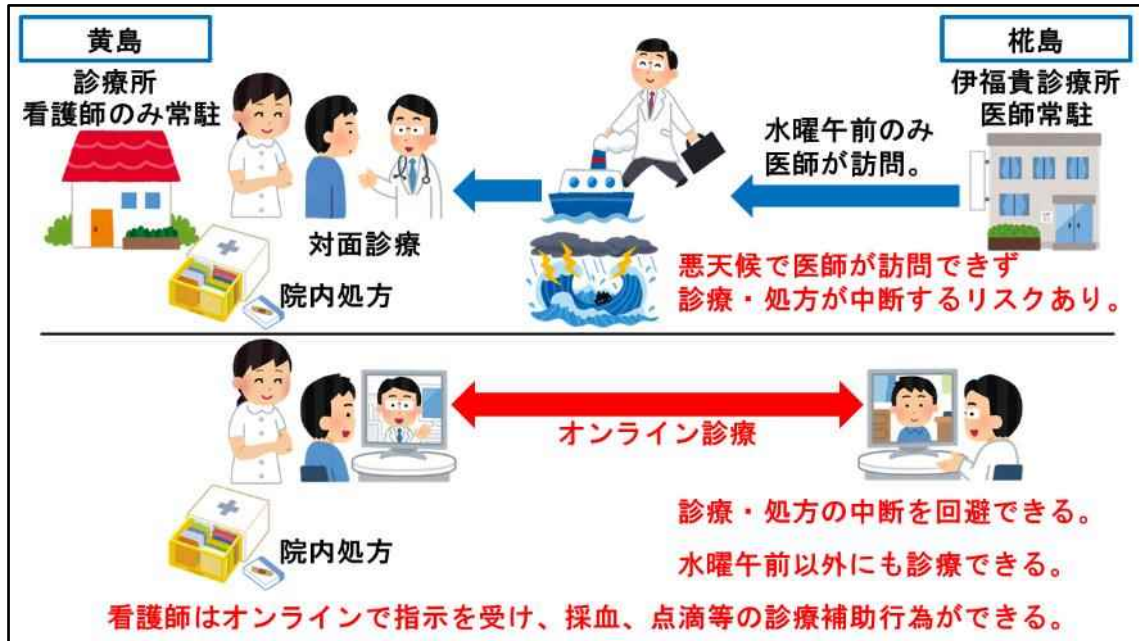 黄島
診療所
看護師のみ常駐
椛島
伊福貴診療所
医師常駐
水曜午前のみ
医師が訪問。
対面診療
院内処方
悪天候で医師が訪問できず
診療・処方が中断するリスクあり。
オンライン診療
院内処方
診療・処方の中断を回避できる。
水曜午前以外にも診療できる。
看護師はオンラインで指示を受け、採血、点滴等の診療補助行為ができる。